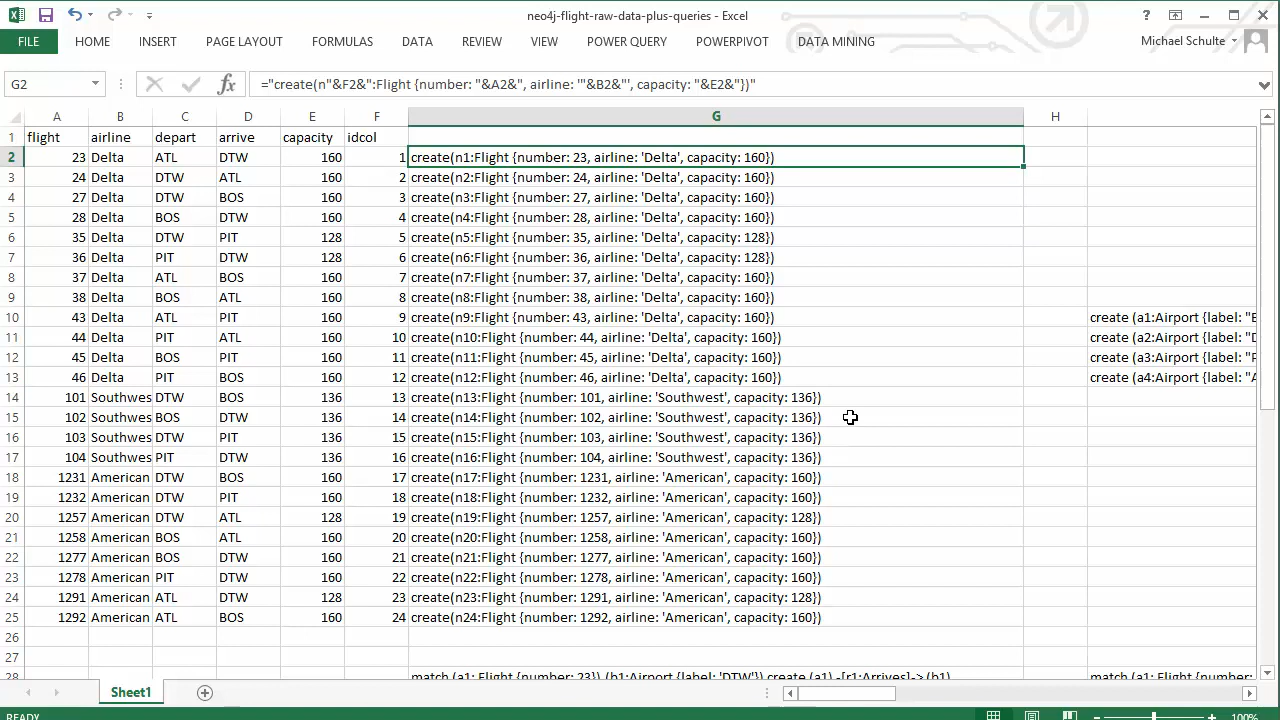 neo4j-flight-raw-data-plus-queries - Excel
FILE HOME INSERT PAGE LAYOUT FORMULAS DATA REVIEW VIEW POWER QUERY POWERPIVOT DATA MINING Michael Schulte
G2 fx ="create(n"&F2&":Flight {number: "&A2&", airline: '"&B2&"', capacity: "&E2&"})"
A B C D E F G H
1 flight airline depart arrive capacity idcol
2 23 Delta ATL DTW 160 1 create(n1:Flight {number: 23, airline: 'Delta', capacity: 160})
3 24 Delta DTW ATL 160 2 create(n2:Flight {number: 24, airline: 'Delta', capacity: 160})
4 27 Delta DTW BOS 160 3 create(n3:Flight {number: 27, airline: 'Delta', capacity: 160})
5 28 Delta BOS DTW 160 4 create(n4:Flight {number: 28, airline: 'Delta', capacity: 160})
6 35 Delta DTW PIT 128 5 create(n5:Flight {number: 35, airline: 'Delta', capacity: 128})
7 36 Delta PIT DTW 128 6 create(n6:Flight {number: 36, airline: 'Delta', capacity: 128})
8 37 Delta ATL BOS 160 7 create(n7:Flight {number: 37, airline: 'Delta', capacity: 160})
9 38 Delta BOS ATL 160 8 create(n8:Flight {number: 38, airline: 'Delta', capacity: 160})
10 43 Delta ATL PIT 160 9 create(n9:Flight {number: 43, airline: 'Delta', capacity: 160}) create (a1:Airport {label: "B
11 44 Delta PIT ATL 160 10 create(n10:Flight {number: 44, airline: 'Delta', capacity: 160}) create (a2:Airport {label: "D
12 45 Delta BOS PIT 160 11 create(n11:Flight {number: 45, airline: 'Delta', capacity: 160}) create (a3:Airport {label: "P
13 46 Delta PIT BOS 160 12 create(n12:Flight {number: 46, airline: 'Delta', capacity: 160}) create (a4:Airport {label: "A
14 101 Southwes DTW BOS 136 13 create(n13:Flight {number: 101, airline: 'Southwest', capacity: 136})
15 102 Southwes BOS DTW 136 14 create(n14:Flight {number: 102, airline: 'Southwest', capacity: 136})
16 103 Southwes DTW PIT 136 15 create(n15:Flight {number: 103, airline: 'Southwest', capacity: 136})
17 104 Southwes PIT DTW 136 16 create(n16:Flight {number: 104, airline: 'Southwest', capacity: 136})
18 1231 American DTW BOS 160 17 create(n17:Flight {number: 1231, airline: 'American', capacity: 160})
19 1232 American DTW PIT 160 18 create(n18:Flight {number: 1232, airline: 'American', capacity: 160})
20 1257 American DTW ATL 128 19 create(n19:Flight {number: 1257, airline: 'American', capacity: 128})
21 1258 American BOS ATL 160 20 create(n20:Flight {number: 1258, airline: 'American', capacity: 160})
22 1277 American BOS DTW 160 21 create(n21:Flight {number: 1277, airline: 'American', capacity: 160})
23 1278 American PIT DTW 160 22 create(n22:Flight {number: 1278, airline: 'American', capacity: 160})
24 1291 American ATL DTW 128 23 create(n23:Flight {number: 1291, airline: 'American', capacity: 128})
25 1292 American ATL BOS 160 24 create(n24:Flight {number: 1292, airline: 'American', capacity: 160})
26
27
28 match (a1: Flight {number: 23}) (b1:Airport {label: 'DTW'}) create (a1) -[r1:Arrives]-> (b1) match (a1: Flight {number:
Sheet1
READY 100%